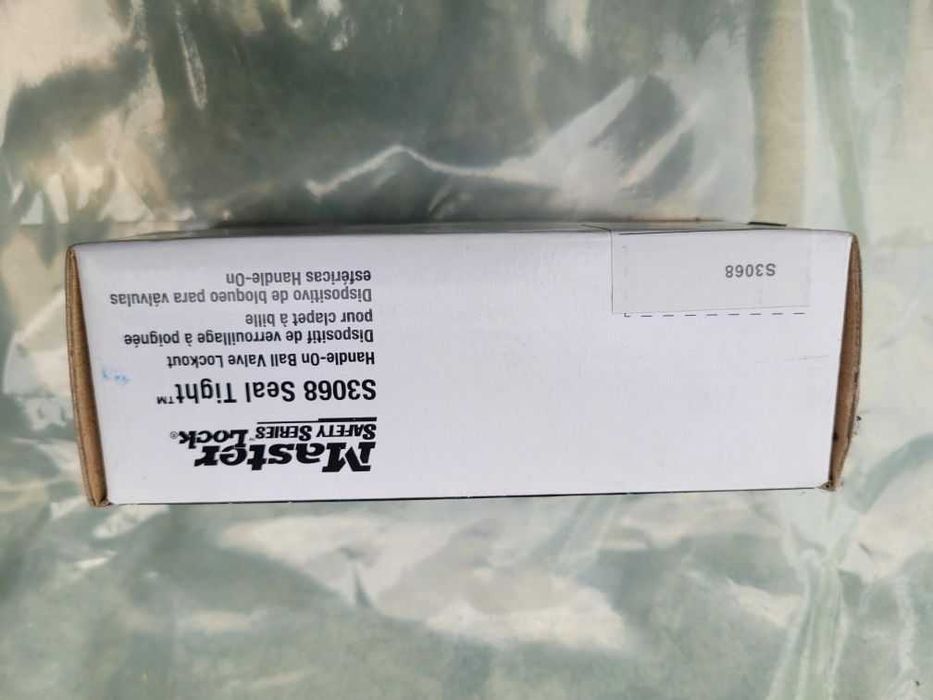 Master Lock®
SAFETY SERIES™
S3068 Seal Tight™
Handle-On Ball Valve Lockout
Dispositif de verrouillage à poignée
pour clapet à bille
Dispositivo de bloqueo para válvulas
esféricas Handle-On
S3068